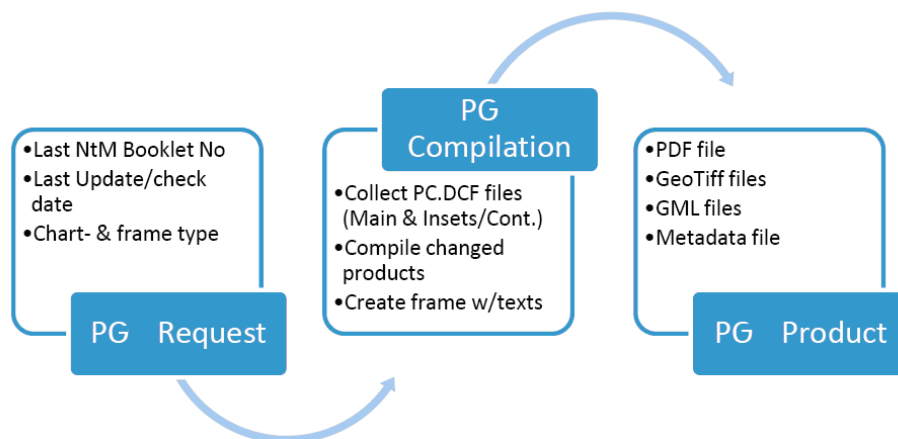 •Last NtM Booklet No
•Last Update/check
date
•Chart- & frame type
PG Request
PG
Compilation
•Collect PC.DCF files
(Main & Insets/Cont.)
•Compile changed
products
•Create frame w/texts
•PDF file
•GeoTiff files
•GML files
•Metadata file
PG Product